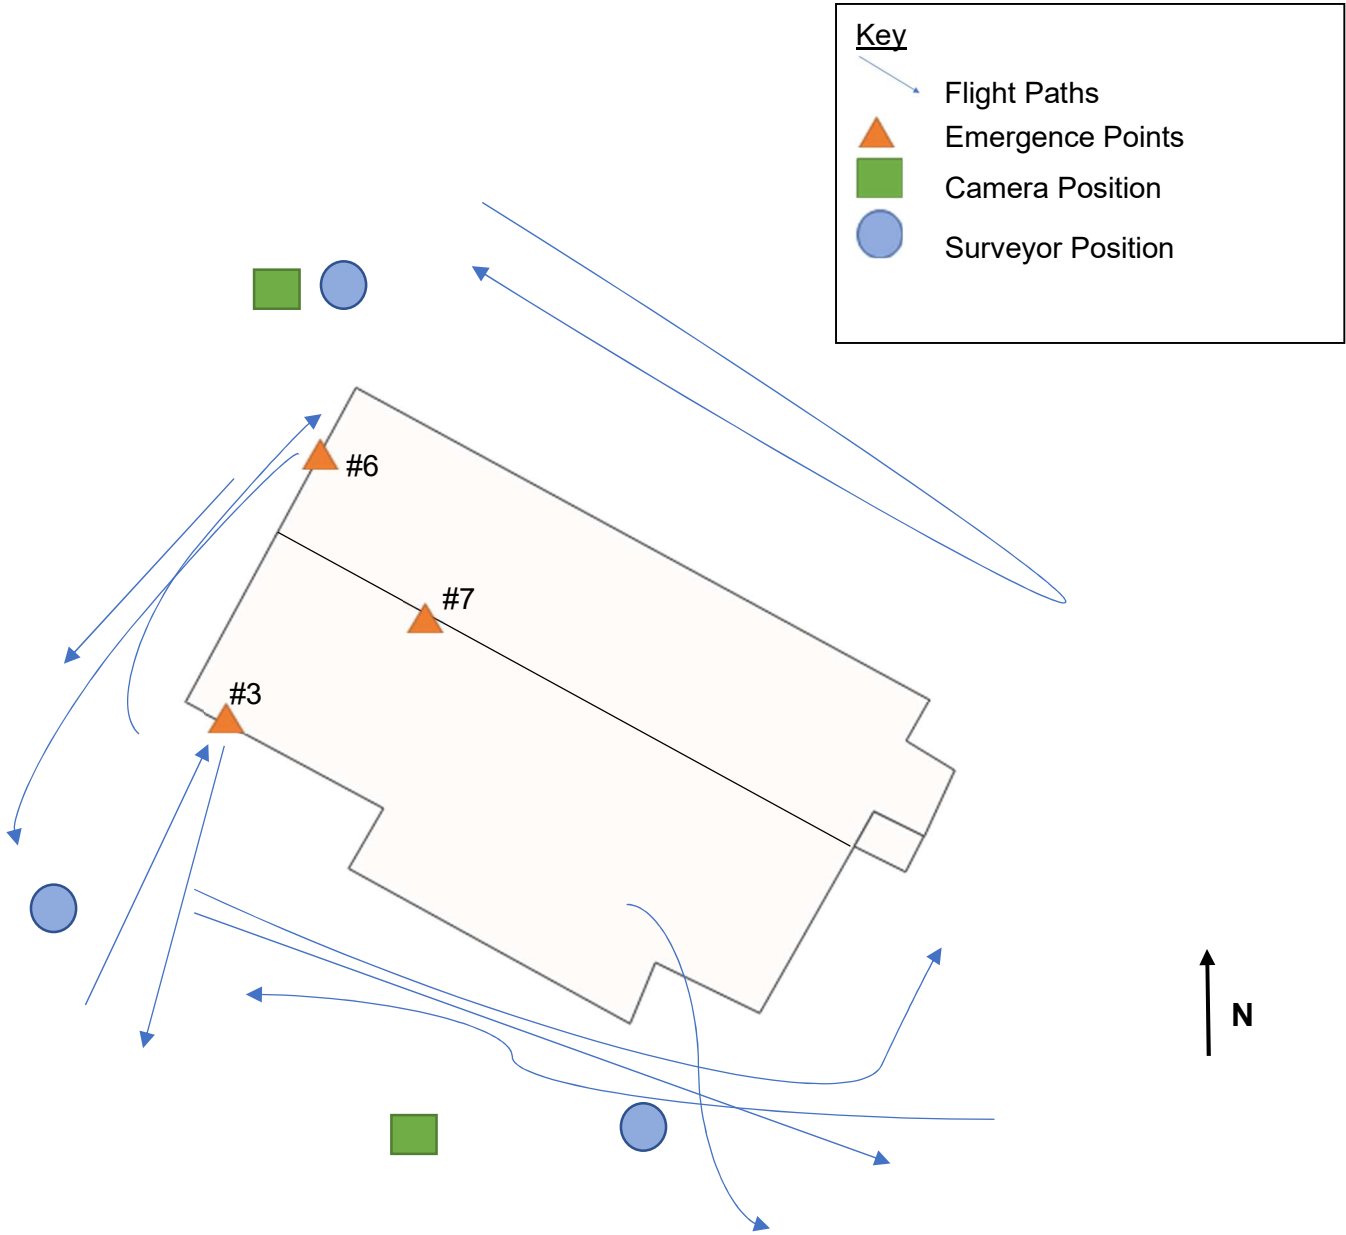 Key
Flight Paths
Emergence Points
Camera Position
Surveyor Position
#6
#7
#3
N